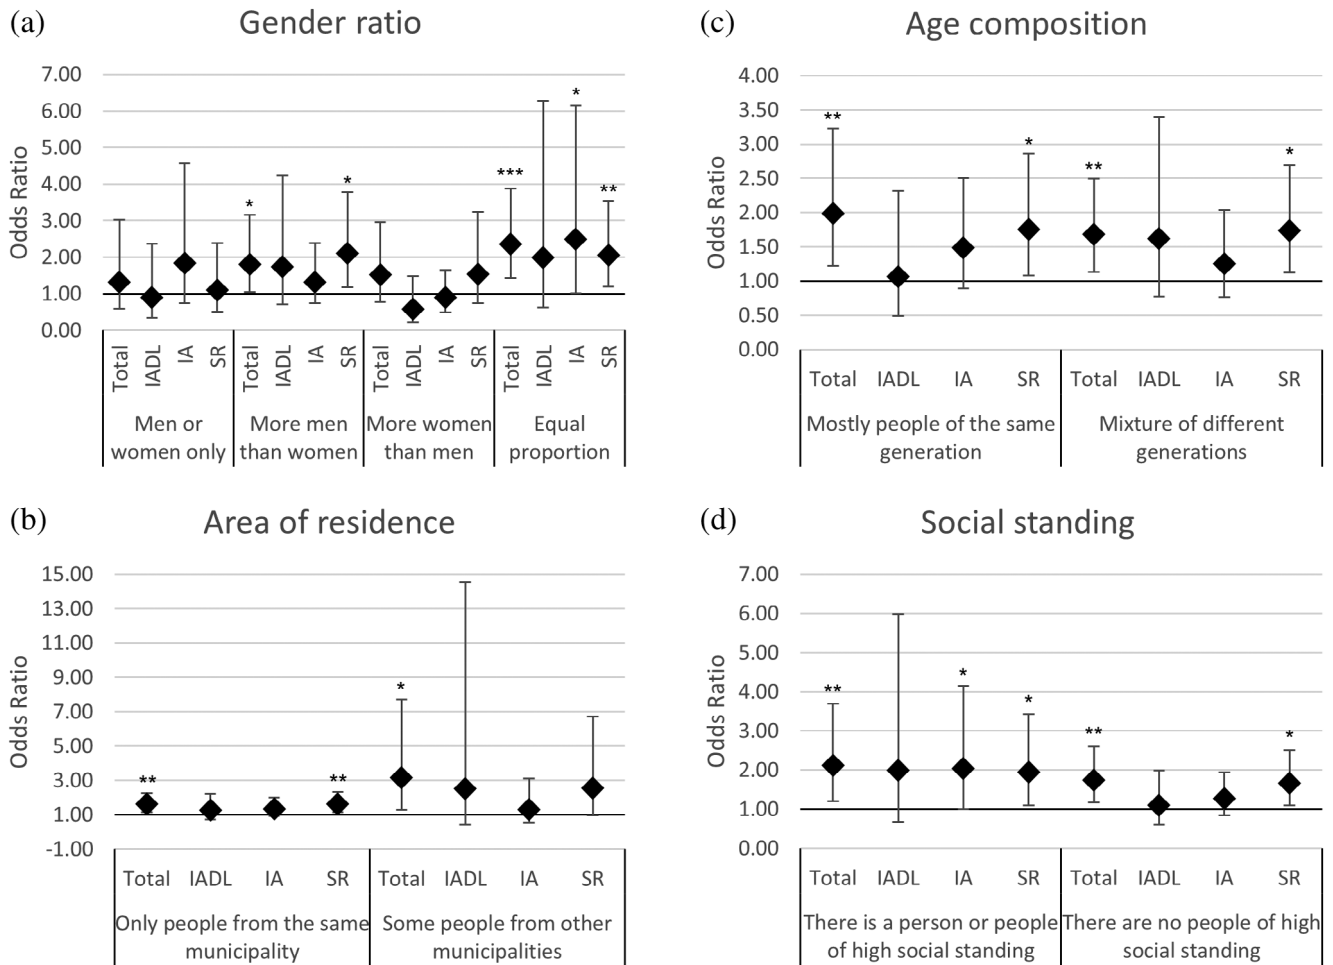 (a)
Gender ratio
Odds Ratio
7.00
6.00
5.00
4.00
3.00
2.00
1.00
0.00
*
*
***
*
**
Total
IADL
IA
SR
Total
IADL
IA
SR
Total
IADL
IA
SR
Total
IADL
IA
SR
Men or
women only
More men
than women
More women
than men
Equal
proportion
(c)
Age composition
Odds Ratio
4.00
3.50
3.00
2.50
2.00
1.50
1.00
0.50
0.00
**
*
**
*
Total IADL IA SR Total IADL IA SR
Mostly people of the same
generation
Mixture of different
generations
(b)
Area of residence
Odds Ratio
15.00
13.00
11.00
9.00
7.00
5.00
3.00
1.00
-1.00
**
**
*
Total IADL IA SR Total IADL IA SR
Only people from the same
municipality
Some people from other
municipalities
(d)
Social standing
Odds Ratio
7.00
6.00
5.00
4.00
3.00
2.00
1.00
0.00
**
*
*
**
*
Total IADL IA SR Total IADL IA SR
There is a person or people
of high social standing
There are no people of high
social standing